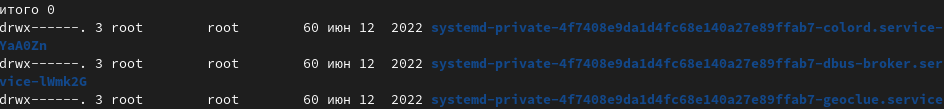 итого 0
drwx------. 3 root        root        60 июн 12  2022 systemd-private-4f7408e9da1d4fc68e140a27e89ffab7-colord.service-
YaA0Zn
drwx------. 3 root        root        60 июн 12  2022 systemd-private-4f7408e9da1d4fc68e140a27e89ffab7-dbus-broker.ser
vice-lWmk2G
drwx------. 3 root        root        60 июн 12  2022 systemd-private-4f7408e9da1d4fc68e140a27e89ffab7-geoclue.service